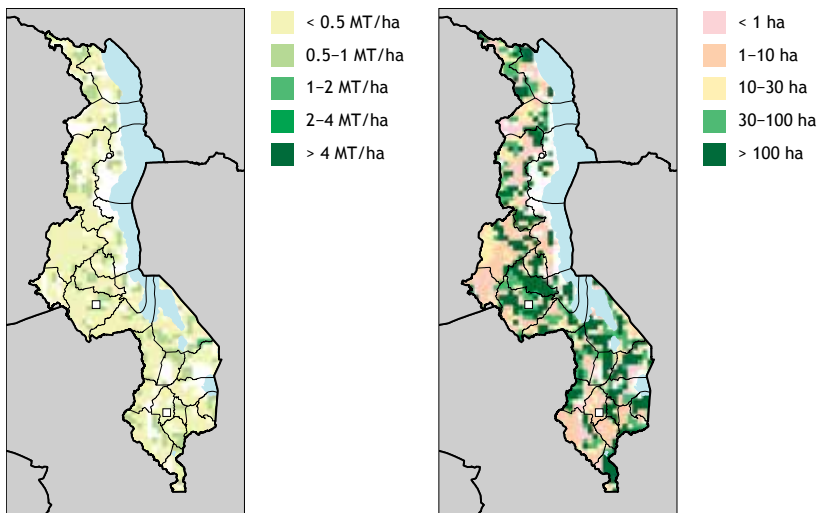 < 0.5 MT/ha
0.5–1 MT/ha
1–2 MT/ha
2–4 MT/ha
> 4 MT/ha
< 1 ha
1–10 ha
10–30 ha
30–100 ha
> 100 ha